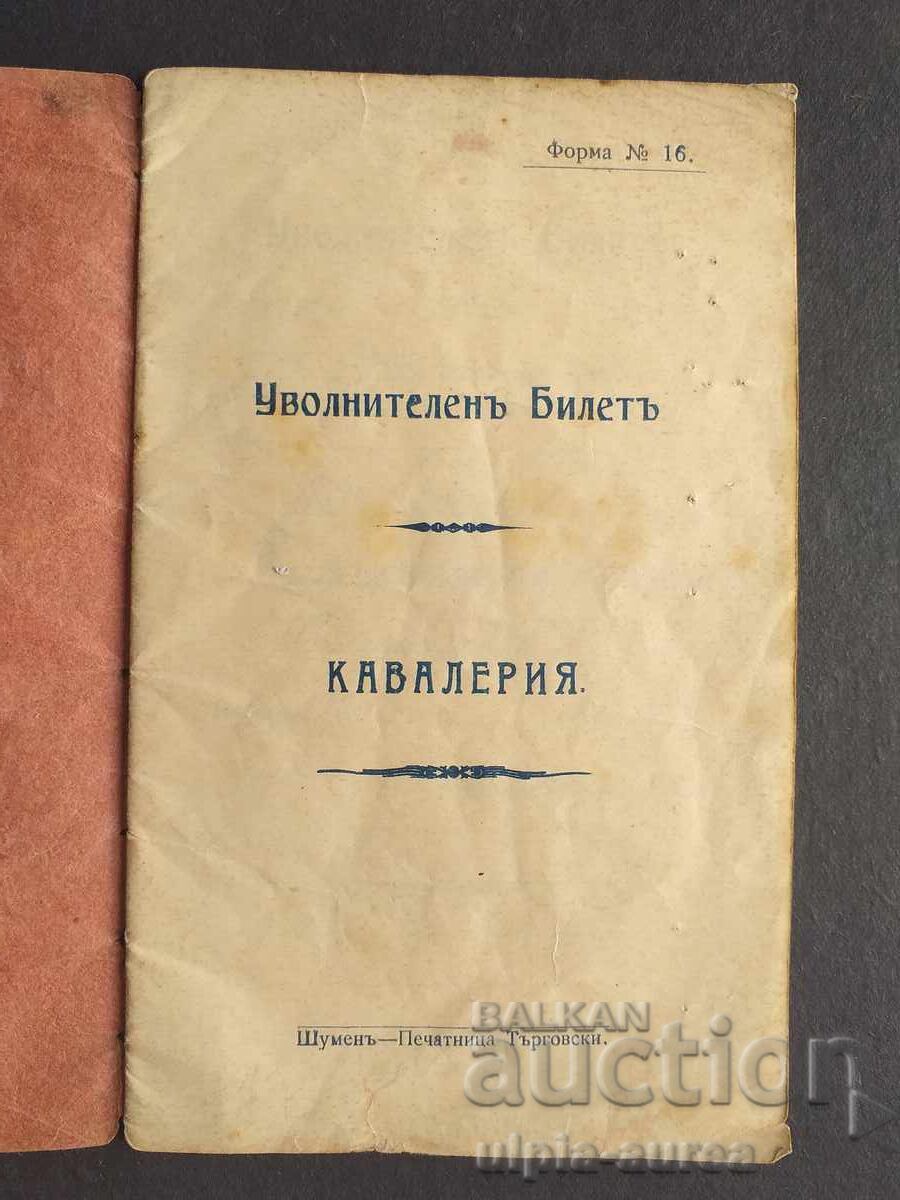 Форма № 16.
Уволнителенъ Билетъ
КАВАЛЕРИЯ.
Шуменъ—Печатница Търговски.
BALKAN
auction
ulpia-aurea